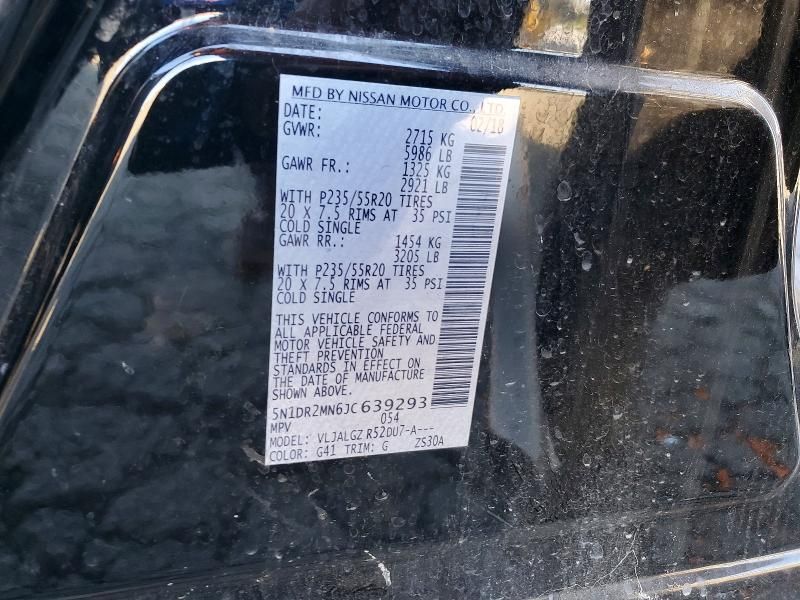 MFD BY NISSAN MOTOR CO., LTD.
DATE: 02/18
GVWR: 2715 KG
5986 LB
GAWR FR.: 1325 KG
2921 LB
WITH P235/55R20 TIRES
20 X 7.5 RIMS AT 35 PSI
COLD SINGLE
GAWR RR.: 1454 KG
3205 LB
WITH P235/55R20 TIRES
20 X 7.5 RIMS AT 35 PSI
COLD SINGLE
THIS VEHICLE CONFORMS TO
ALL APPLICABLE FEDERAL
MOTOR VEHICLE SAFETY AND
THEFT PREVENTION
STANDARDS IN EFFECT ON
THE DATE OF MANUFACTURE
SHOWN ABOVE.
5N1DR2MN6JC639293
MPV 054
MODEL: VLJALGZ R52DU7-A---
COLOR: G41 TRIM: G ZS30A